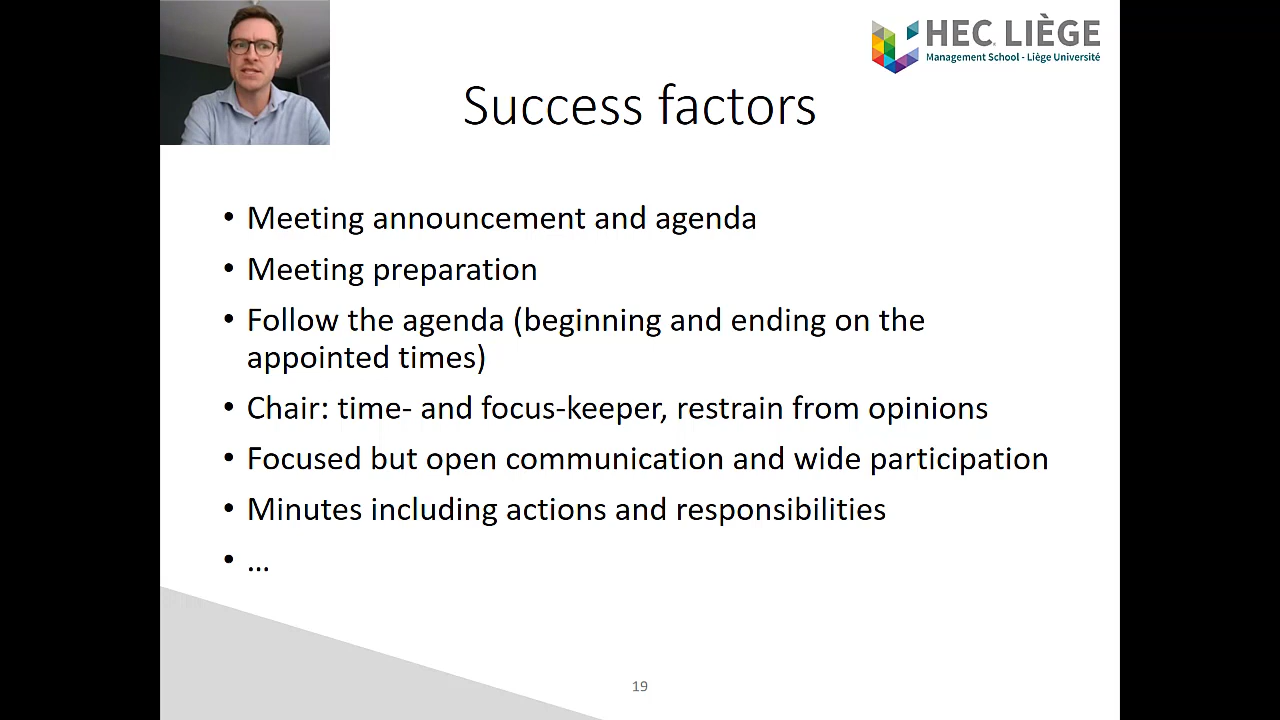 HEC LIÈGE
Management School - Liège Université
Success factors
• Meeting announcement and agenda
• Meeting preparation
• Follow the agenda (beginning and ending on the
appointed times)
• Chair: time- and focus-keeper, restrain from opinions
• Focused but open communication and wide participation
• Minutes including actions and responsibilities
• …
19